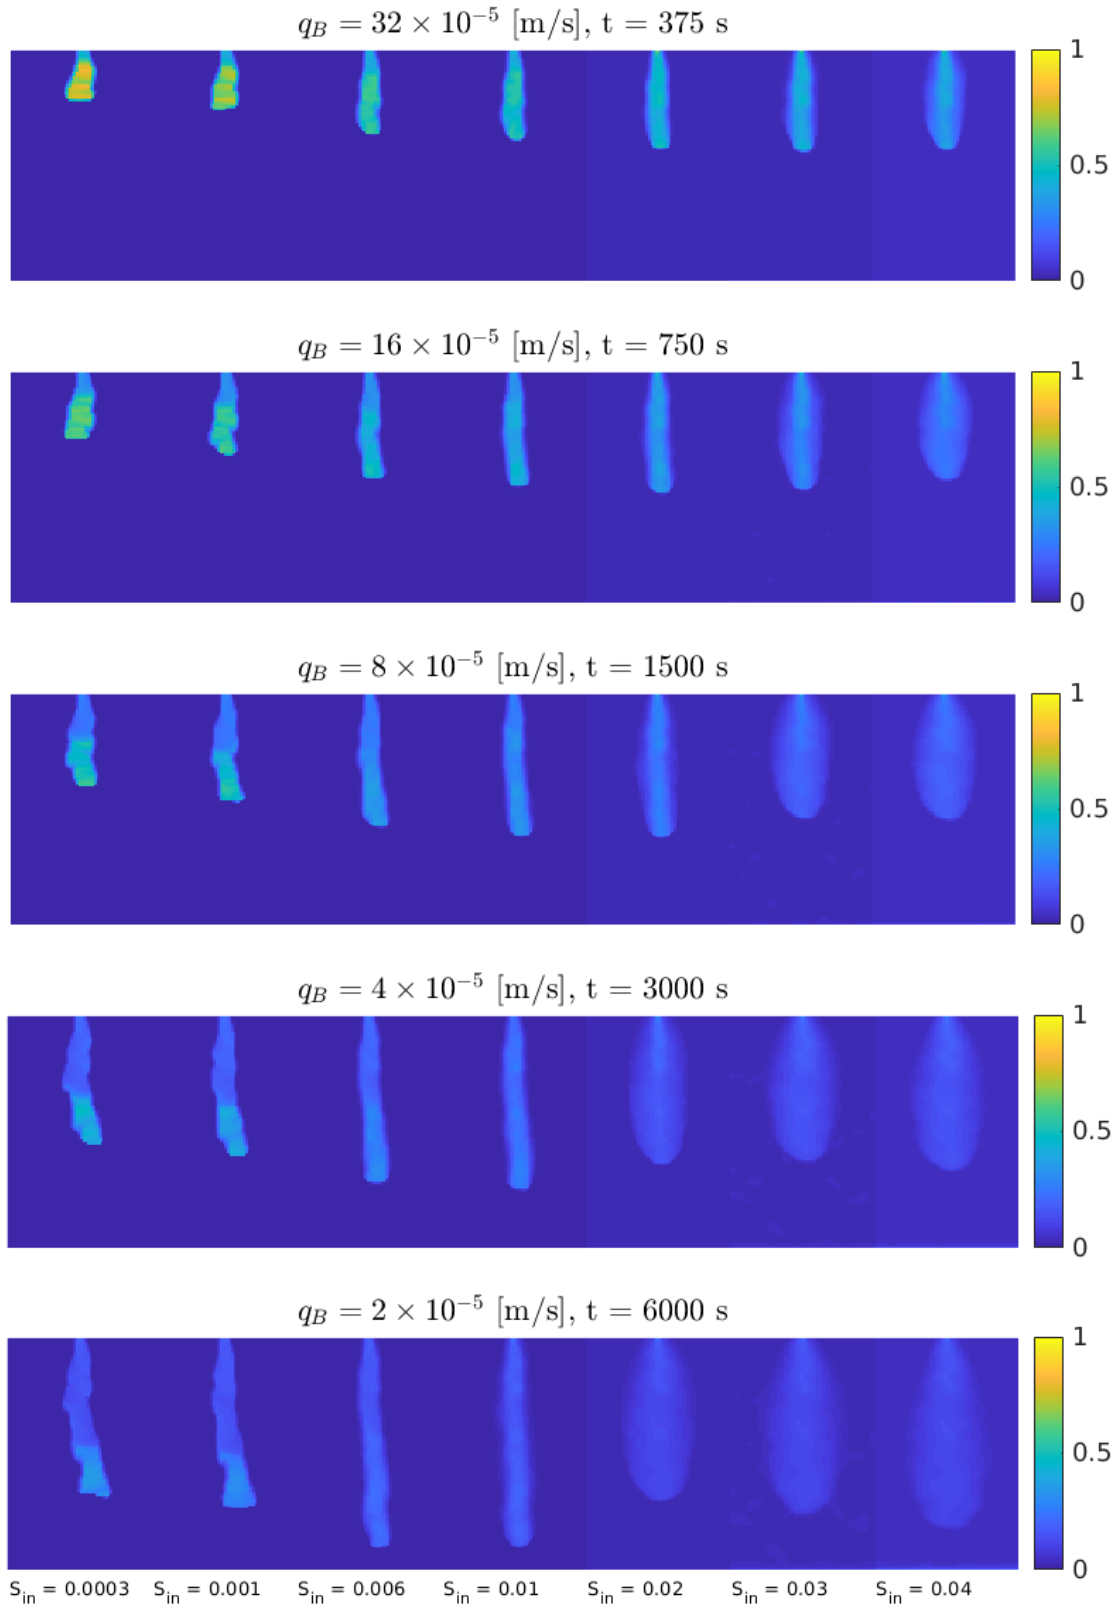 q_B = 32 × 10^−5 [m/s], t = 375 s
1
0.5
0
q_B = 16 × 10^−5 [m/s], t = 750 s
1
0.5
0
q_B = 8 × 10^−5 [m/s], t = 1500 s
1
0.5
0
q_B = 4 × 10^−5 [m/s], t = 3000 s
1
0.5
0
q_B = 2 × 10^−5 [m/s], t = 6000 s
1
0.5
0
S_in = 0.0003 S_in = 0.001 S_in = 0.006 S_in = 0.01 S_in = 0.02 S_in = 0.03 S_in = 0.04